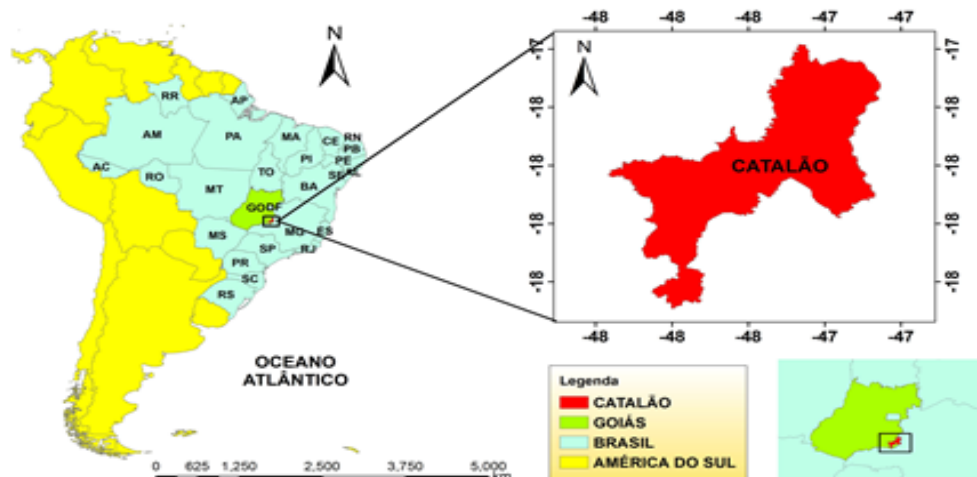 N
RR
AP
AM
PA
MA
CE
RN
PB
PE
PI
AC
RO
TO
SE
AL
MT
BA
GO
DF
MG
ES
MS
SP
RJ
PR
SC
RS
OCEANO
ATLÂNTICO
0 625 1,250 2,500 3,750 5,000
km
-48 -48 -48 -47 -47
-17
-18
-18
-18
-18
N
CATALÃO
-17
-18
-18
-18
-18
-48 -48 -48 -47 -47
Legenda
CATALÃO
GOIÁS
BRASIL
AMÉRICA DO SUL